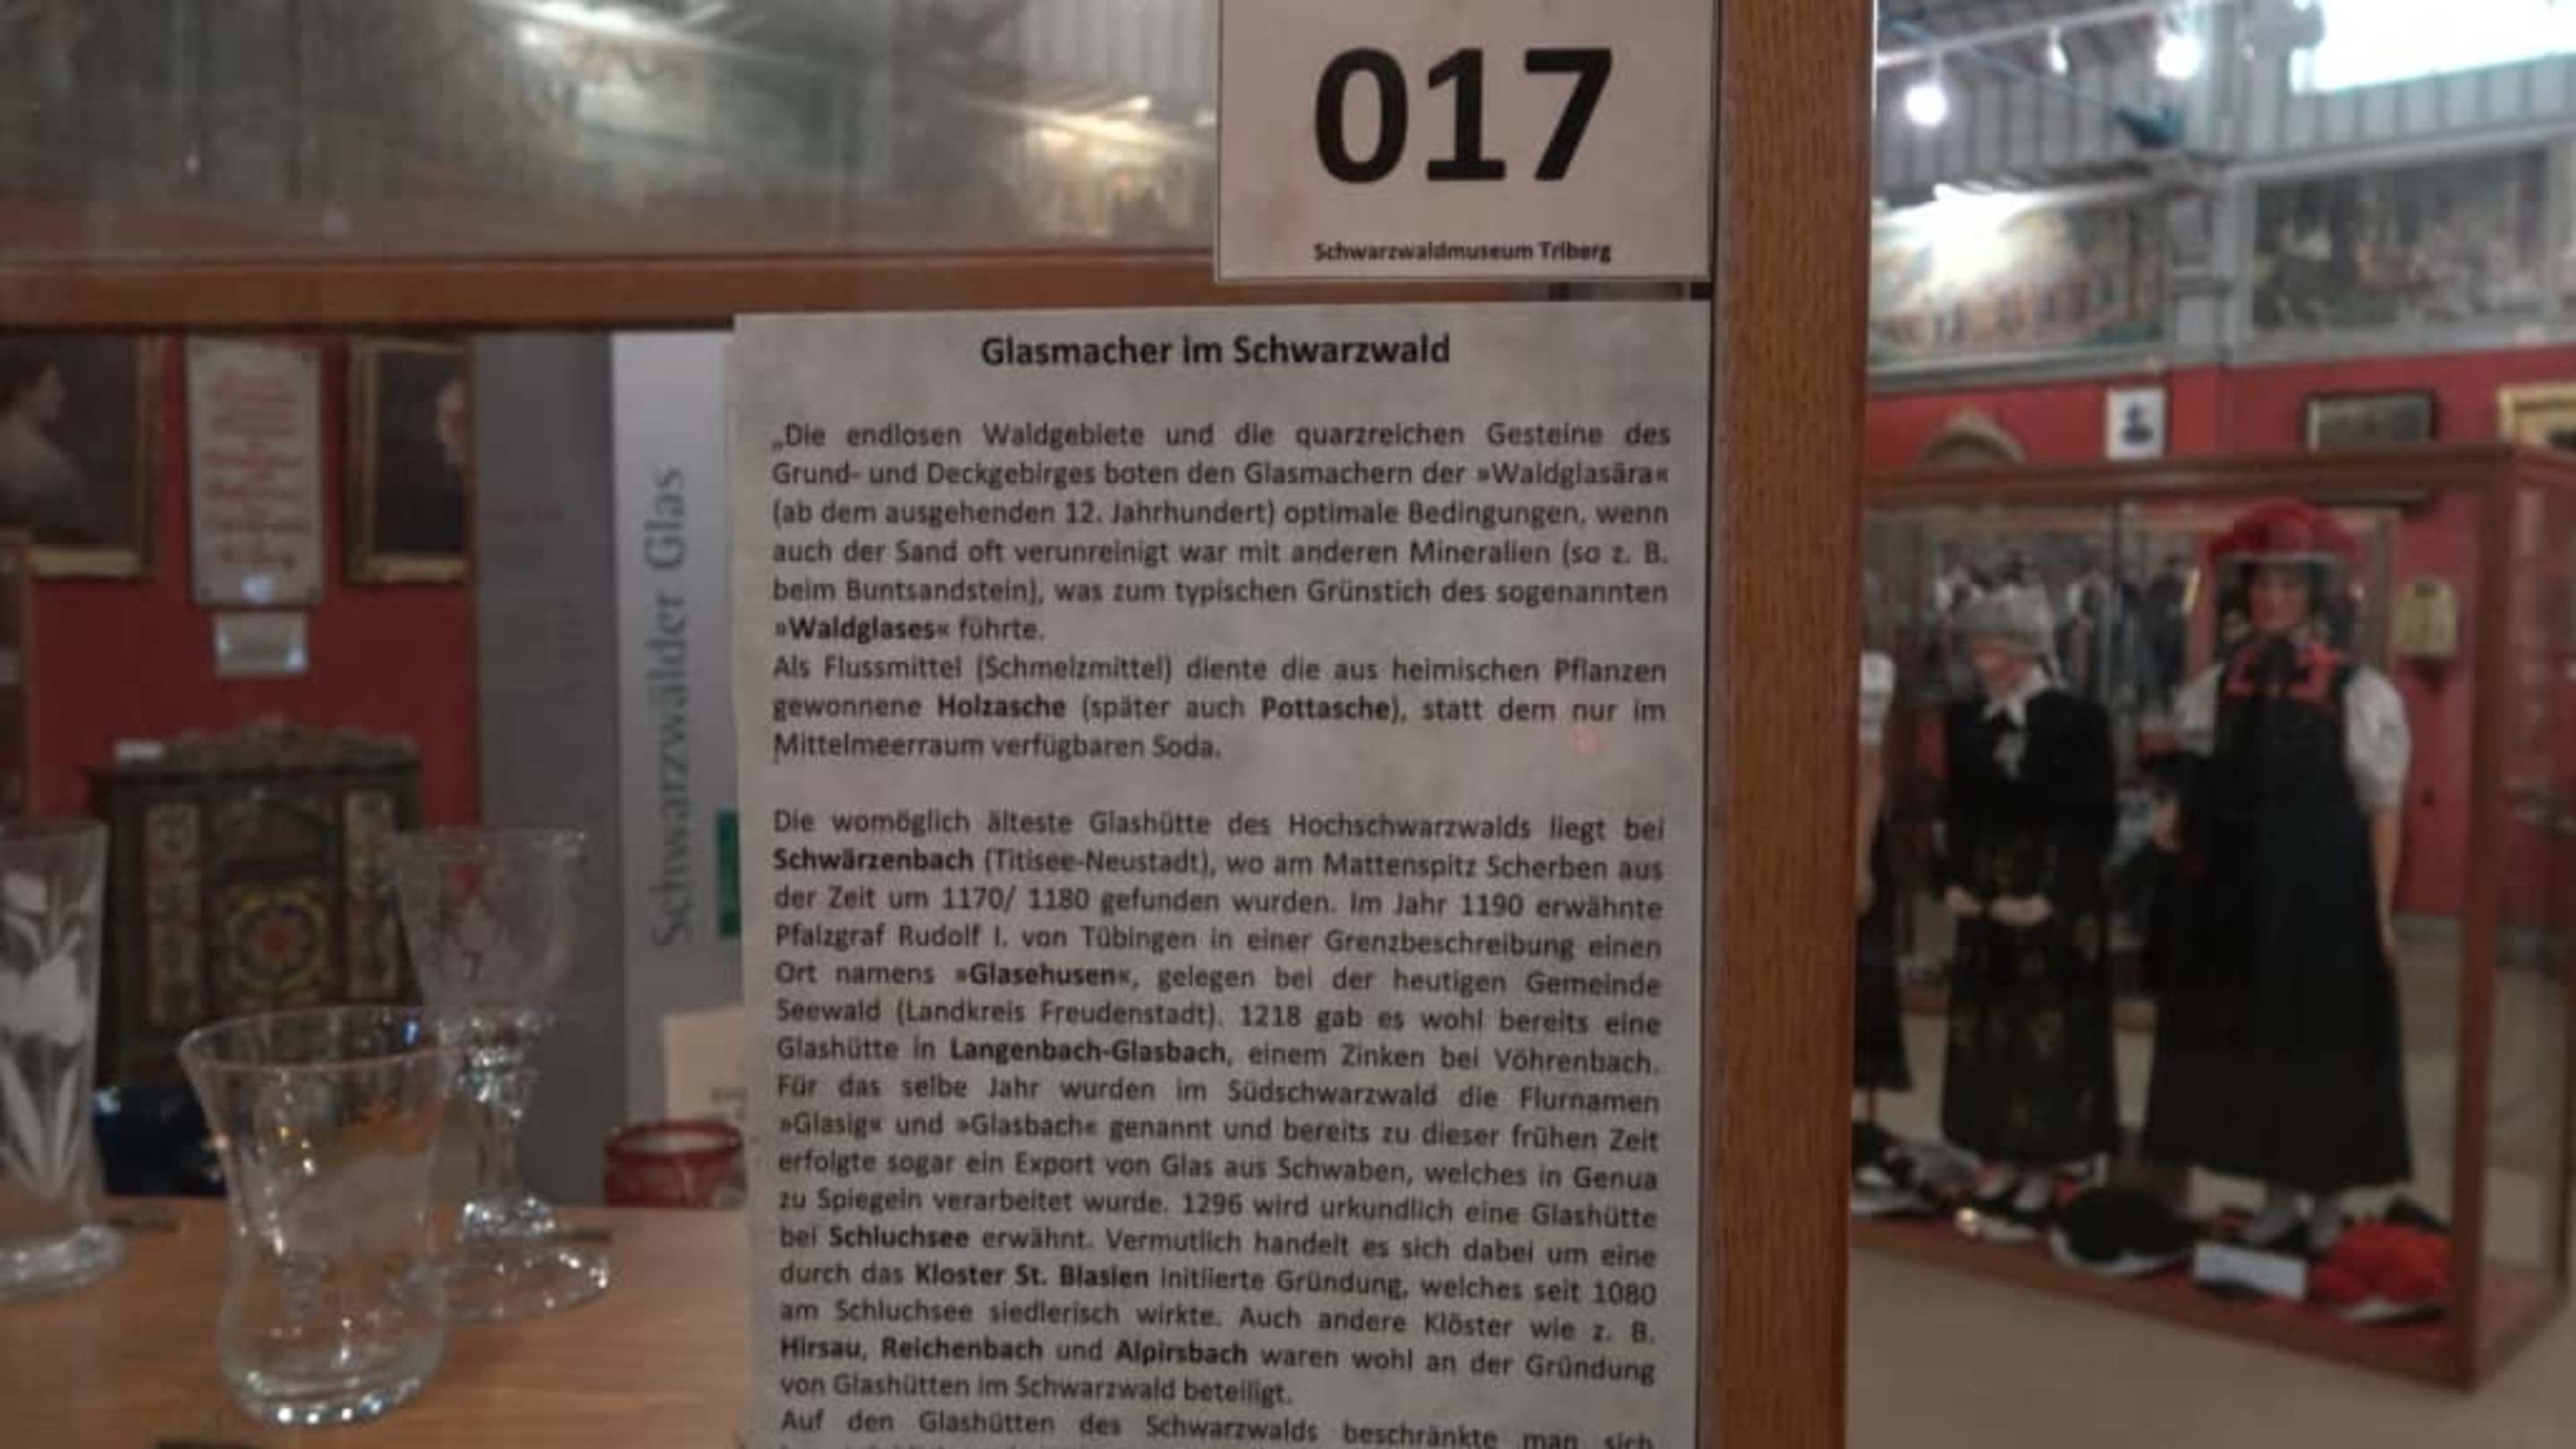 017
Schwarzwaldmuseum Triberg
Glasmacher im Schwarzwald
„Die endlosen Waldgebiete und die quarzreichen Gesteine des
Grund- und Deckgebirges boten den Glasmachern der »Waldglasära«
(ab dem ausgehenden 12. Jahrhundert) optimale Bedingungen, wenn
auch der Sand oft verunreinigt war mit anderen Mineralien (so z. B.
beim Buntsandstein), was zum typischen Grünstich des sogenannten
»Waldglases« führte.
Als Flussmittel (Schmelzmittel) diente die aus heimischen Pflanzen
gewonnene Holzasche (später auch Pottasche), statt dem nur im
Mittelmeerraum verfügbaren Soda.
Die womöglich älteste Glashütte des Hochschwarzwalds liegt bei
Schwärzenbach (Titisee-Neustadt), wo am Mattenspitz Scherben aus
der Zeit um 1170/ 1180 gefunden wurden. Im Jahr 1190 erwähnte
Pfalzgraf Rudolf I. von Tübingen in einer Grenzbeschreibung einen
Ort namens »Glasehusen«, gelegen bei der heutigen Gemeinde
Seewald (Landkreis Freudenstadt). 1218 gab es wohl bereits eine
Glashütte in Langenbach-Glasbach, einem Zinken bei Vöhrenbach.
Für das selbe Jahr wurden im Südschwarzwald die Flurnamen
»Glasig« und »Glasbach« genannt und bereits zu dieser frühen Zeit
erfolgte sogar ein Export von Glas aus Schwaben, welches in Genua
zu Spiegeln verarbeitet wurde. 1296 wird urkundlich eine Glashütte
bei Schluchsee erwähnt. Vermutlich handelt es sich dabei um eine
durch das Kloster St. Blasien initiierte Gründung, welches seit 1080
am Schluchsee siedlerisch wirkte. Auch andere Klöster wie z. B.
Hirsau, Reichenbach und Alpirsbach waren wohl an der Gründung
von Glashütten im Schwarzwald beteiligt.
Auf den Glashütten des Schwarzwalds beschränkte man sich
Schwarzwälder Glas